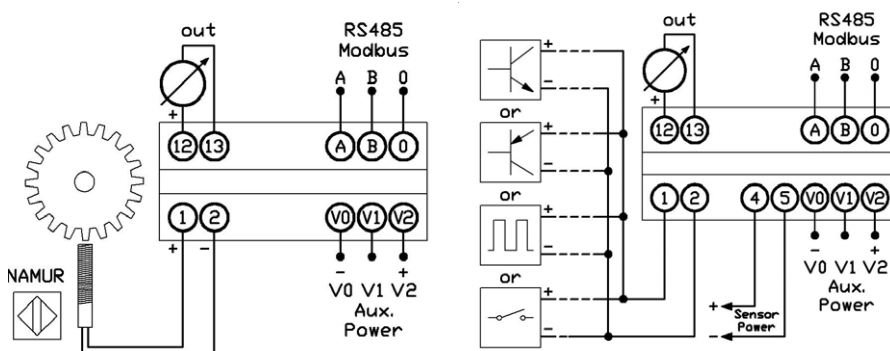 out
RS485
Modbus
A B 0
+
12 13 A B 0
1 2 V0 V1 V2
+ -
- +
V0 V1 V2
Aux.
Power
NAMUR
out
RS485
Modbus
A B 0
+
12 13 A B 0
1 2 4 5 V0 V1 V2
- +
V0 V1 V2
Aux.
Power
+
-
Sensor
Power
+
-
or
+
-
or
+
-
or
+
-